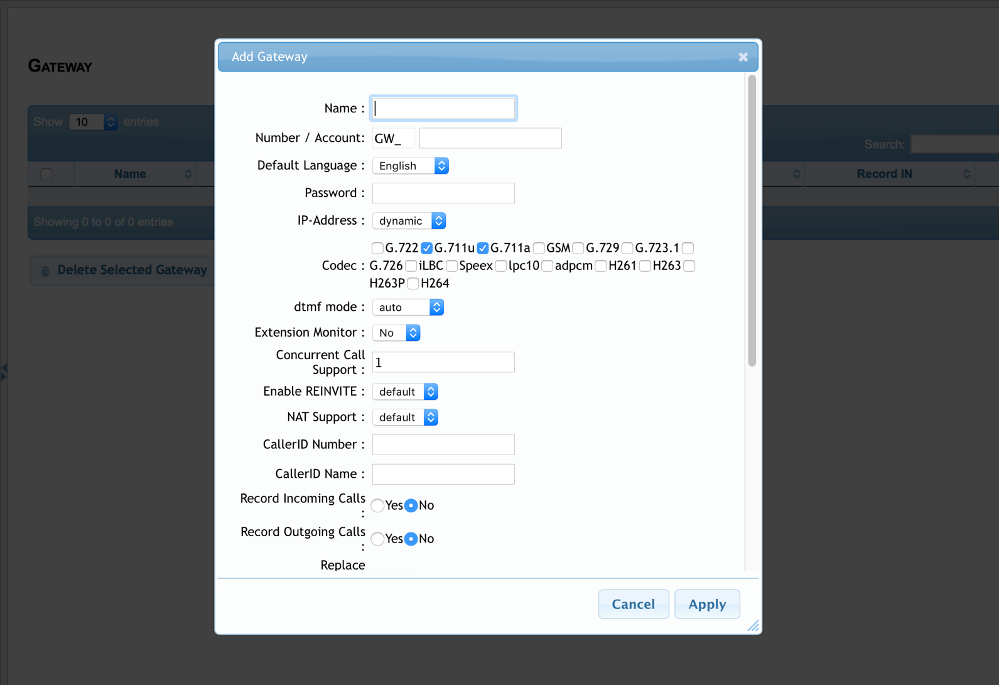 Add Gateway
GATEWAY
Show 10 entries
Search:
Name
Record IN
Showing 0 to 0 of 0 entries
Delete Selected Gateway
Name :
Number / Account: GW_
Default Language : English
Password :
IP-Address : dynamic
G.722 G.711u G.711a GSM G.729 G.723.1
Codec : G.726 iLBC Speex lpc10 adpcm H261 H263
H263P H264
dtmf mode : auto
Extension Monitor : No
Concurrent Call
Support : 1
Enable REINVITE : default
NAT Support : default
CallerID Number :
CallerID Name :
Record Incoming Calls
: Yes No
Record Outgoing Calls
: Yes No
Replace
Cancel Apply